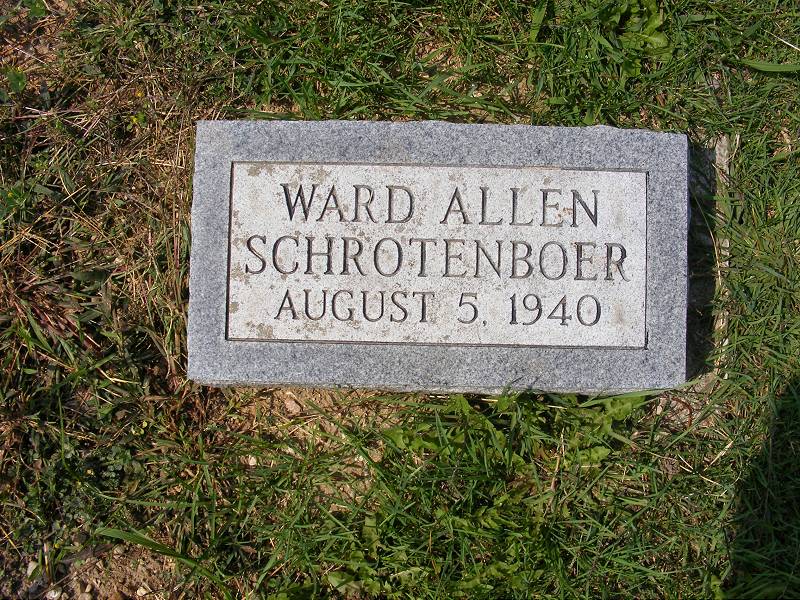 WARD ALLEN
SCHROTENBOER
AUGUST 5, 1940